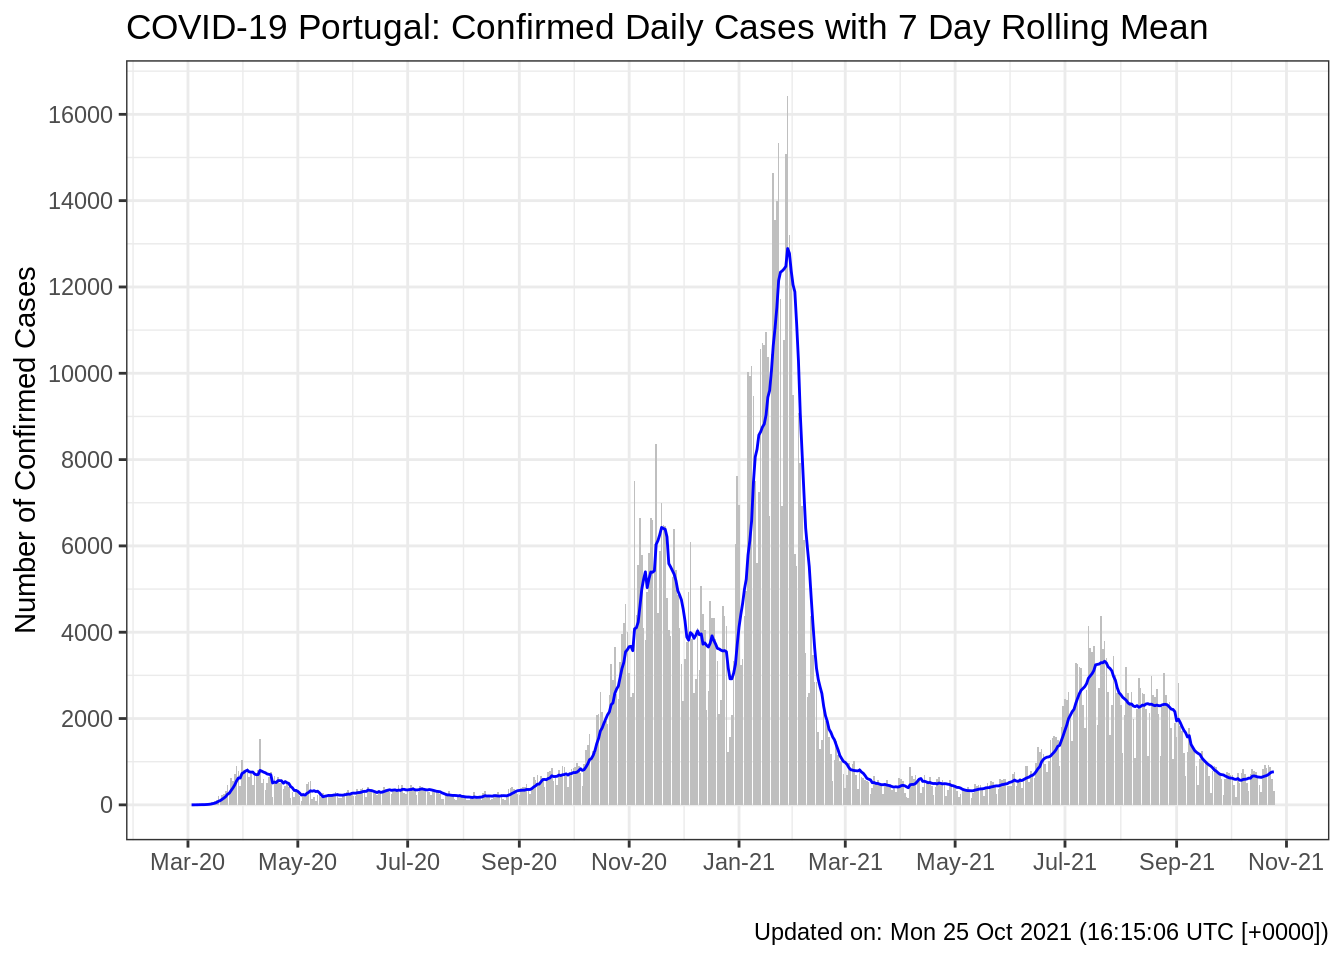 COVID-19 Portugal: Confirmed Daily Cases with 7 Day Rolling Mean
Number of Confirmed Cases
16000
14000
12000
10000
8000
6000
4000
2000
0
Mar-20 May-20 Jul-20 Sep-20 Nov-20 Jan-21 Mar-21 May-21 Jul-21 Sep-21 Nov-21
Updated on: Mon 25 Oct 2021 (16:15:06 UTC [+0000])